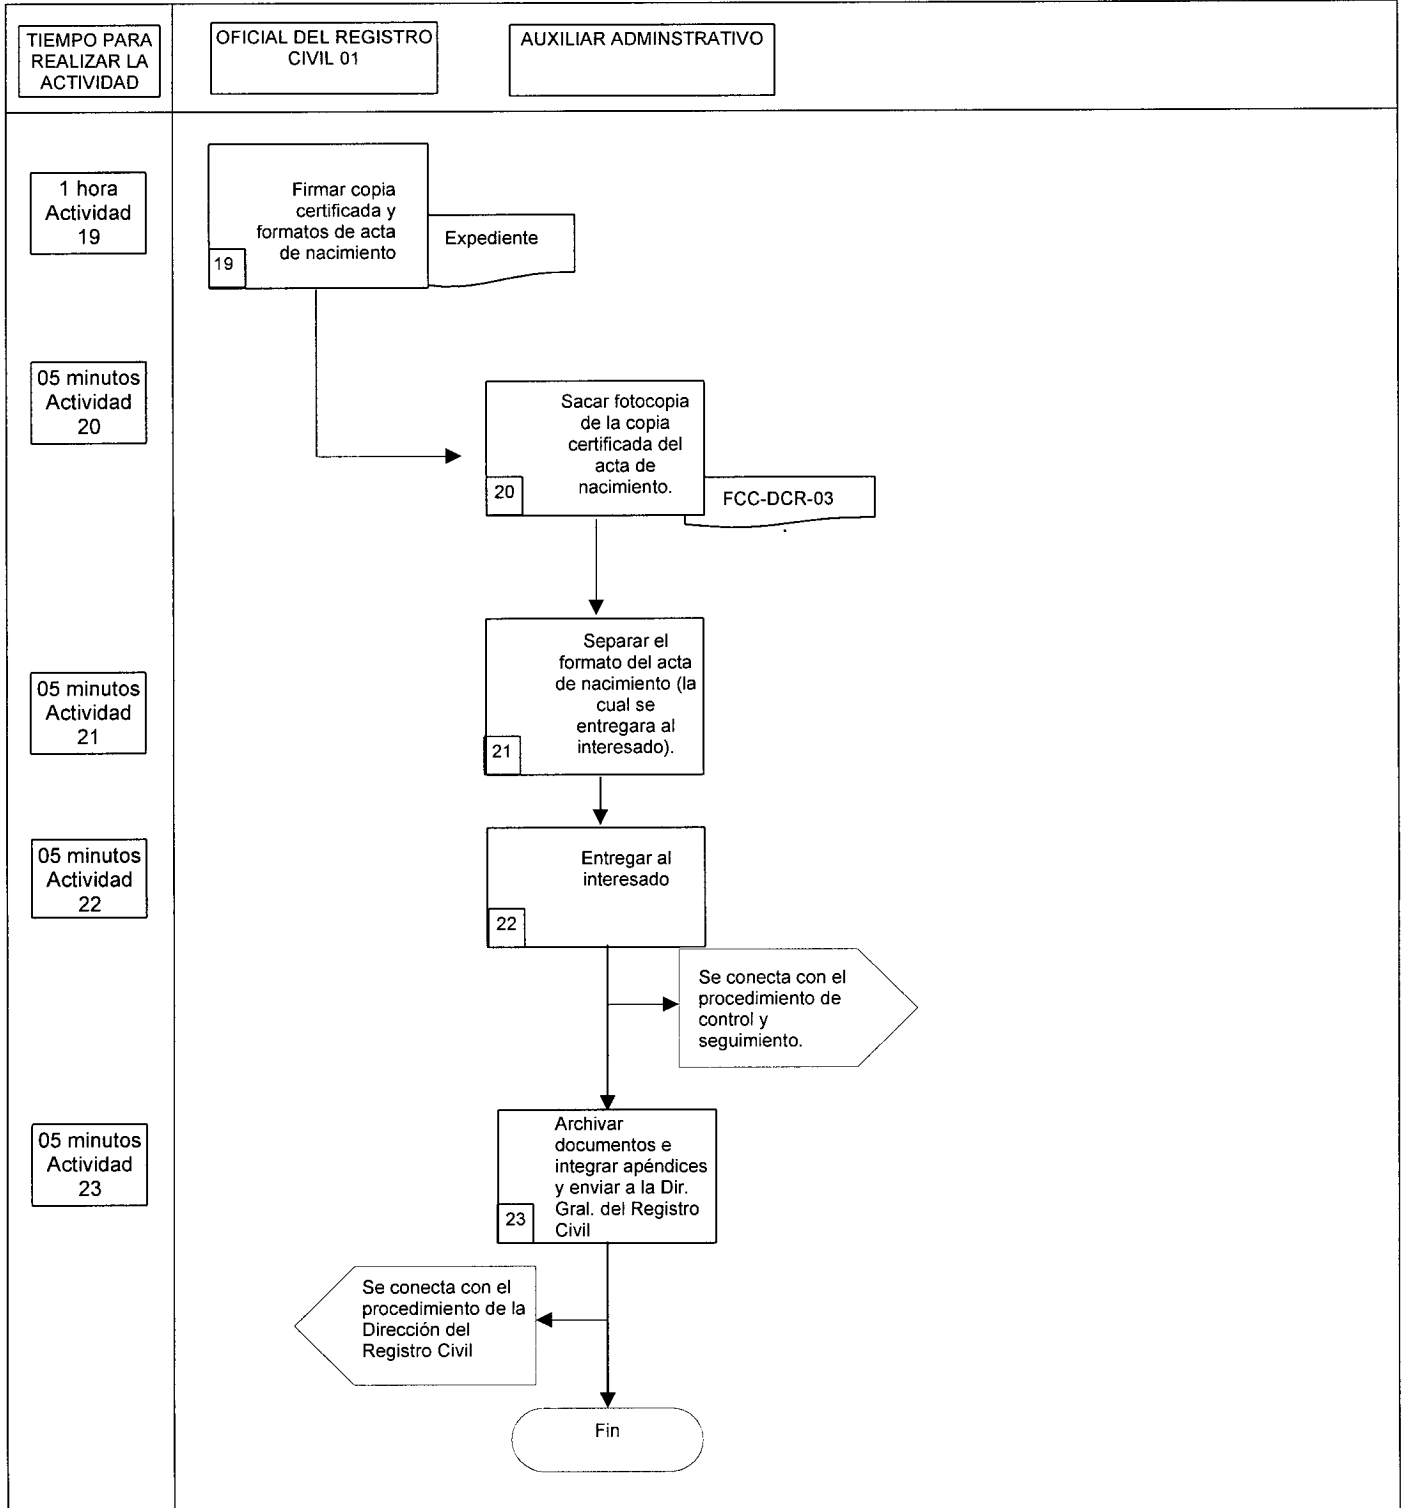 TIEMPO PARA
REALIZAR LA
ACTIVIDAD
OFICIAL DEL REGISTRO
CIVIL 01
AUXILIAR ADMINSTRATIVO
1 hora
Actividad
19
Firmar copia
certificada y
formatos de acta
de nacimiento
19
Expediente
05 minutos
Actividad
20
Sacar fotocopia
de la copia
certificada del
acta de
nacimiento.
20
FCC-DCR-03
05 minutos
Actividad
21
Separar el
formato del acta
de nacimiento (la
cual se
entregara al
interesado).
21
05 minutos
Actividad
22
Entregar al
interesado
22
Se conecta con el
procedimiento de
control y
seguimiento.
05 minutos
Actividad
23
Archivar
documentos e
integrar apéndices
y enviar a la Dir.
Gral. del Registro
Civil
23
Se conecta con el
procedimiento de la
Dirección del
Registro Civil
Fin